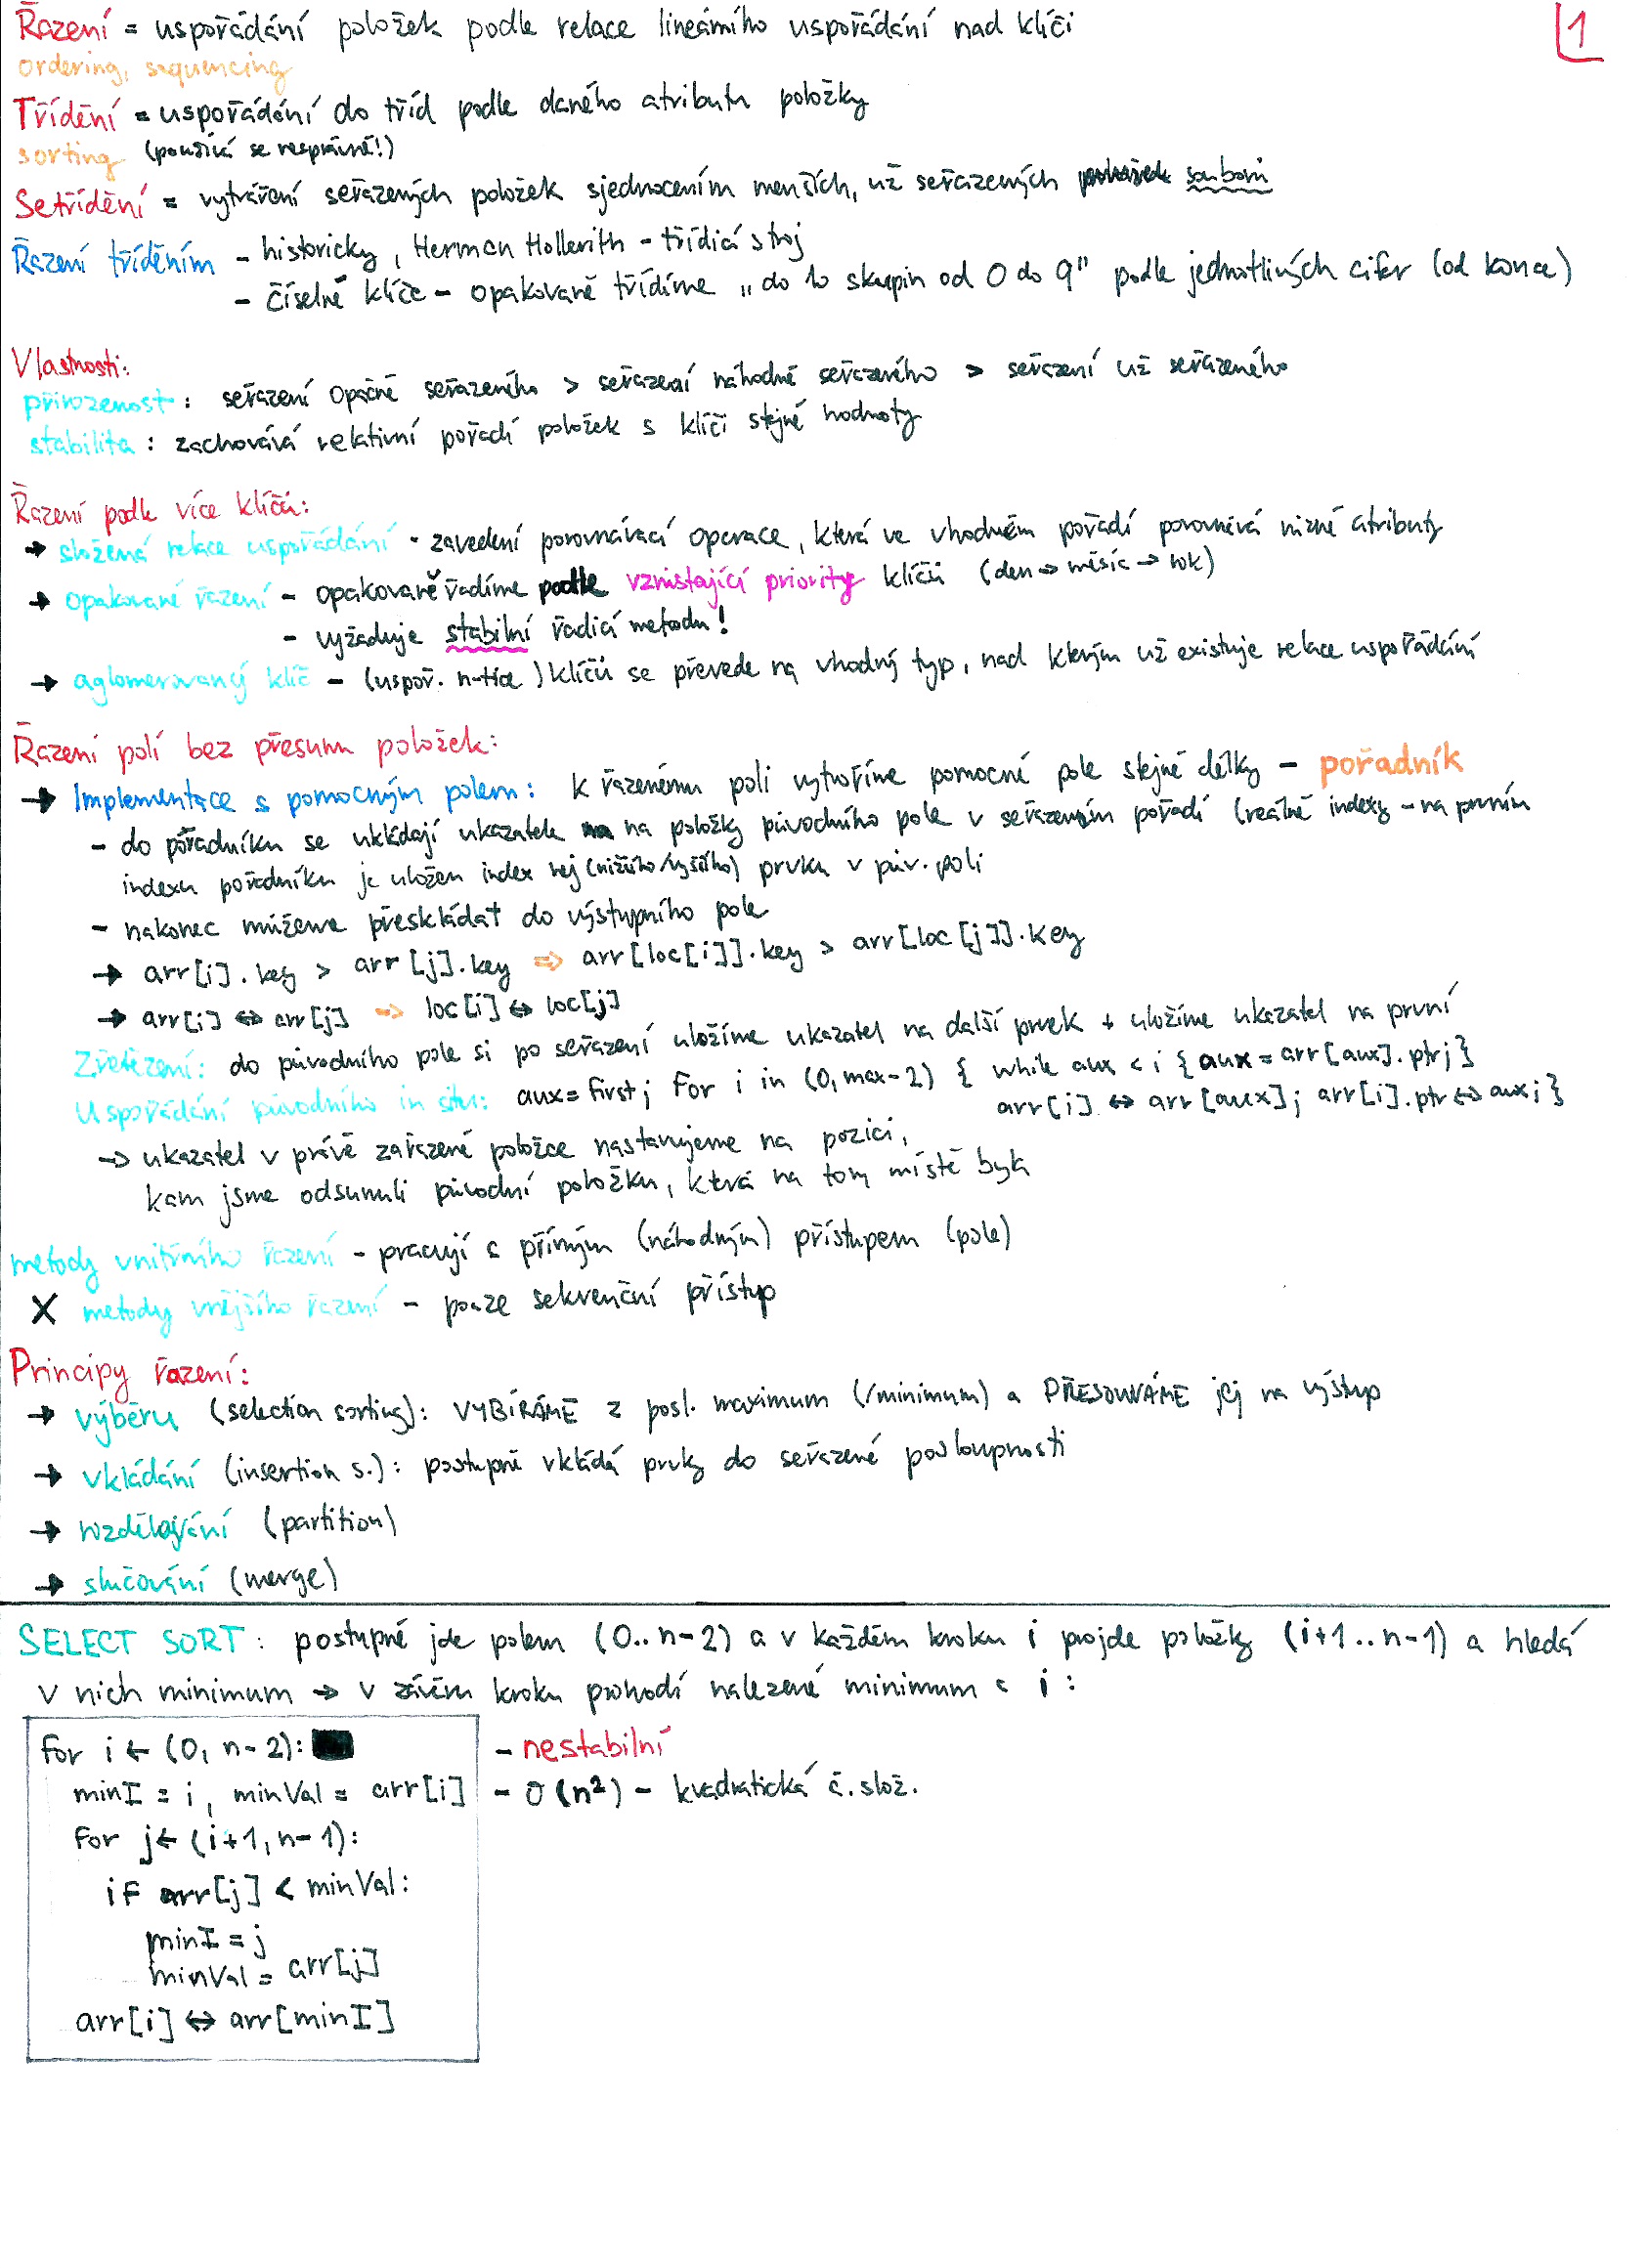 1
Řazení = uspořádání položek podle relace lineárního uspořádání nad klíči
ordering, sequencing
Třídění = uspořádání do tříd podle daného atributu položky
sorting (používá se nesprávně!)
Setřídění = vytváření seřazených položek sjednocením menších, už seřazených souborů
Řazení tříděním - historicky, Herman Hollerith - třídicí stroj
- číselné klíče - opakovaně třídíme „do 10 skupin od 0 do 9" podle jednotlivých cifer (od konce)
Vlastnosti:
přirozenost: seřazení opačně seřazeného > seřazení náhodně seřazeného > seřazení už seřazeného
stabilita: zachovává relativní pořadí položek s klíči stejné hodnoty
Řazení podle více klíčů:
→ složená relace uspořádání - zavedení porovnávací operace, která ve vhodném pořadí porovnává různé atributy
→ opakované řazení - opakovaně řadíme podle vzrůstající priority klíčů (den → měsíc → rok)
- vyžaduje stabilní řadicí metodu!
→ aglomerovaný klíč - (uspoř. n-tice) klíčů se převede na vhodný typ, nad kterým už existuje relace uspořádání
Řazení polí bez přesunu položek:
→ Implementace s pomocným polem: K řazenému poli vytvoříme pomocné pole stejné délky - pořadník
- do pořadníku se ukládají ukazatele na položky původního pole v seřazeném pořadí (reálně indexy - na prvním
indexu pořadníku je uložen index nej(nižšího/vyššího) prvku v pův. poli
- nakonec můžeme přeskládat do výstupního pole
→ arr[i].key > arr[j].key ⇒ arr[loc[i]].key > arr[loc[j]].key
→ arr[i] ↔ arr[j] ⇒ loc[i] ↔ loc[j]
Zřetězení: do původního pole si po seřazení uložíme ukazatel na další prvek + uložíme ukazatel na první
Uspořádání původního in situ: aux = first; for i in (0, max-2) { while aux < i {aux = arr[aux].ptr;}
arr[i] ↔ arr[aux]; arr[i].ptr ↔ aux;}
→ ukazatel v právě zařazené položce nastavujeme na pozici,
kam jsme odsunuli původní položku, která na tom místě byla
metody vnitřního řazení - pracují s přímým (náhodným) přístupem (pole)
X metody vnějšího řazení - pouze sekvenční přístup
Principy řazení:
→ výběru (selection sorting): VYBÍRÁME z posl. maximum (/minimum) a PŘESOUVÁME jej na výstup
→ vkládání (insertion s.): postupně vkládá prvky do seřazené posloupnosti
→ rozdělování (partition)
→ slučování (merge)
SELECT SORT: postupně jde polem (0..n-2) a v každém kroku i projde položky (i+1..n-1) a hledá
v nich minimum → v závěru kroku prohodí nalezené minimum s i:
for i ← (0, n-2):
minI = i, minVal = arr[i]
for j ← (i+1, n-1):
if arr[j] < minVal:
minI = j
minVal = arr[j]
arr[i] ↔ arr[minI]
- nestabilní
- O(n²) - kvadratická č. slož.